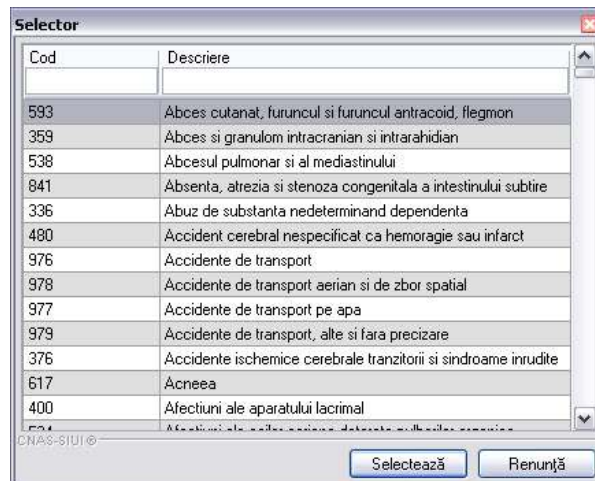 Selector
Cod Descriere
593 Abces cutanat, furuncul si furuncul antracoid, flegmon
359 Abces si granulom intracranian si intrarahidian
538 Abcesul pulmonar si al mediastinului
841 Absenta, atrezia si stenoza congenitala a intestinului subtire
336 Abuz de substanta nedeterminand dependenta
480 Accident cerebral nespecificat ca hemoragie sau infarct
976 Accidente de transport
978 Accidente de transport aerian si de zbor spatial
977 Accidente de transport pe apa
979 Accidente de transport, alte si fara precizare
376 Accidente ischemice cerebrale tranzitorii si sindroame inrudite
617 Acneea
400 Afectiuni ale aparatului lacrimal
CNAS-SIUI ©
Selectează Renunţă